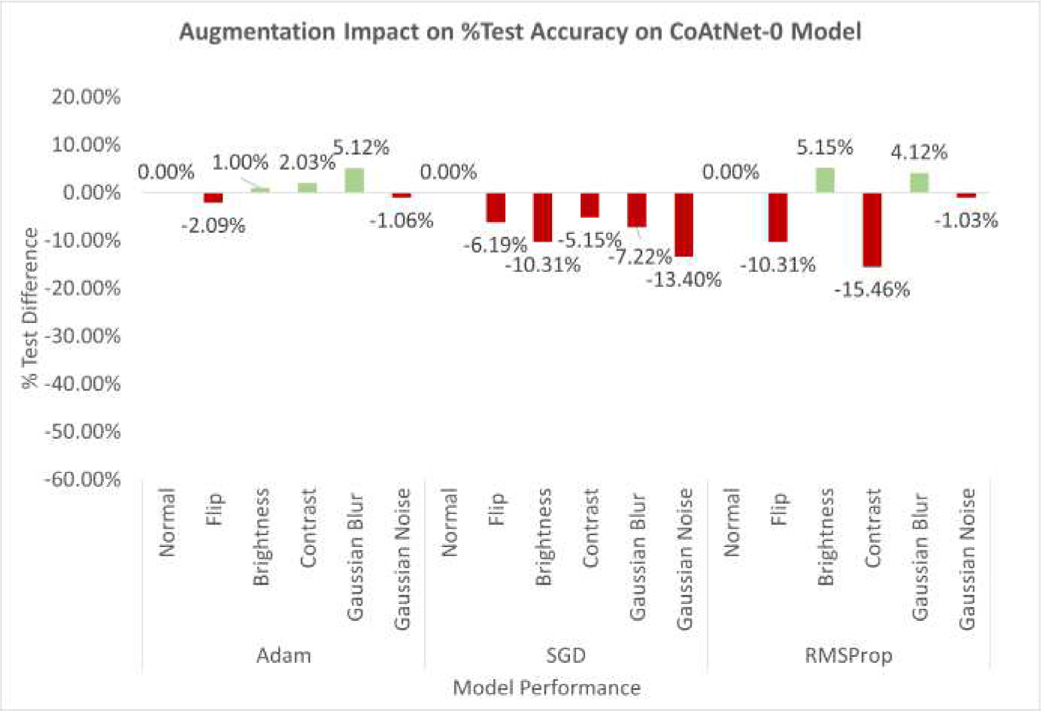 Augmentation Impact on %Test Accuracy on CoAtNet-0 Model
% Test Difference
20.00%
10.00%
0.00%
-10.00%
-20.00%
-30.00%
-40.00%
-50.00%
-60.00%
0.00%
-2.09%
1.00%
2.03%
5.12%
-1.06%
0.00%
-6.19%
-10.31%
-5.15%
-7.22%
-13.40%
0.00%
-10.31%
5.15%
-15.46%
4.12%
-1.03%
Normal
Flip
Brightness
Contrast
Gaussian Blur
Gaussian Noise
Normal
Flip
Brightness
Contrast
Gaussian Blur
Gaussian Noise
Normal
Flip
Brightness
Contrast
Gaussian Blur
Gaussian Noise
Adam
SGD
RMSProp
Model Performance